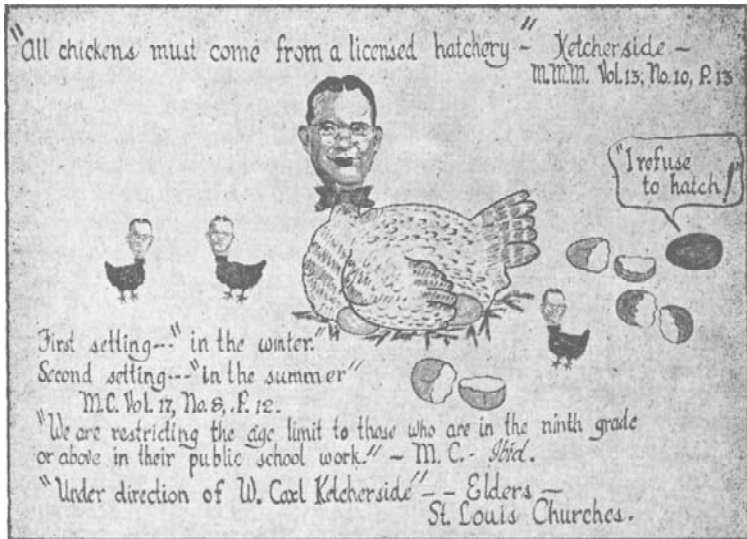 "All chickens must come from a licensed hatchery -" Ketcherside -
M.M.M. Vol. 13, No. 10, P. 13
"I refuse
to hatch!"
First setting---"in the winter."
Second setting---"in the summer"
M.C. Vol. 17, No. 8, P. 12.
"We are restricting the age limit to those who are in the ninth grade
or above in their public school work." - M. C. - Ibid.
"Under direction of W. Carl Ketcherside" -- Elders -
St. Louis Churches.